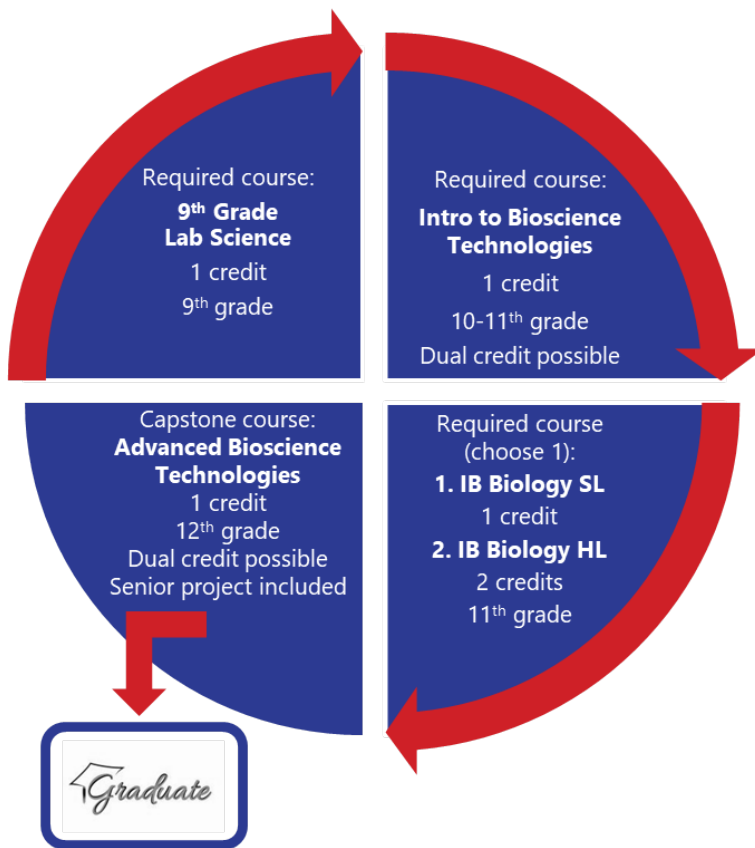 Required course:
9th Grade
Lab Science
1 credit
9th grade
Required course:
Intro to Bioscience
Technologies
1 credit
10-11th grade
Dual credit possible
Required course
(choose 1):
1. IB Biology SL
1 credit
2. IB Biology HL
2 credits
11th grade
Capstone course:
Advanced Bioscience
Technologies
1 credit
12th grade
Dual credit possible
Senior project included
Graduate